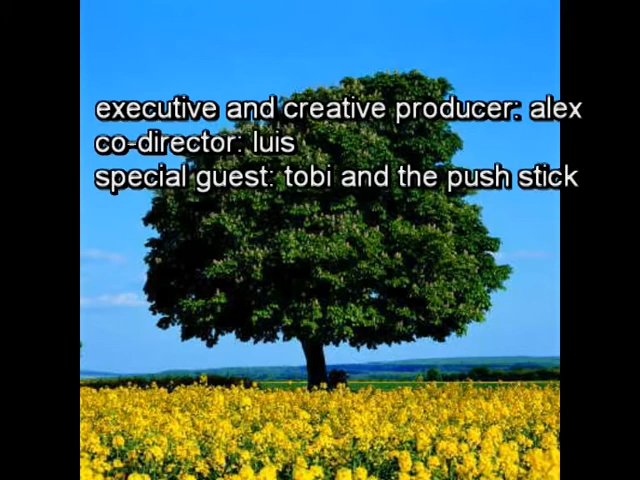 executive and creative producer: alex
co-director: luis
special guest: tobi and the push stick